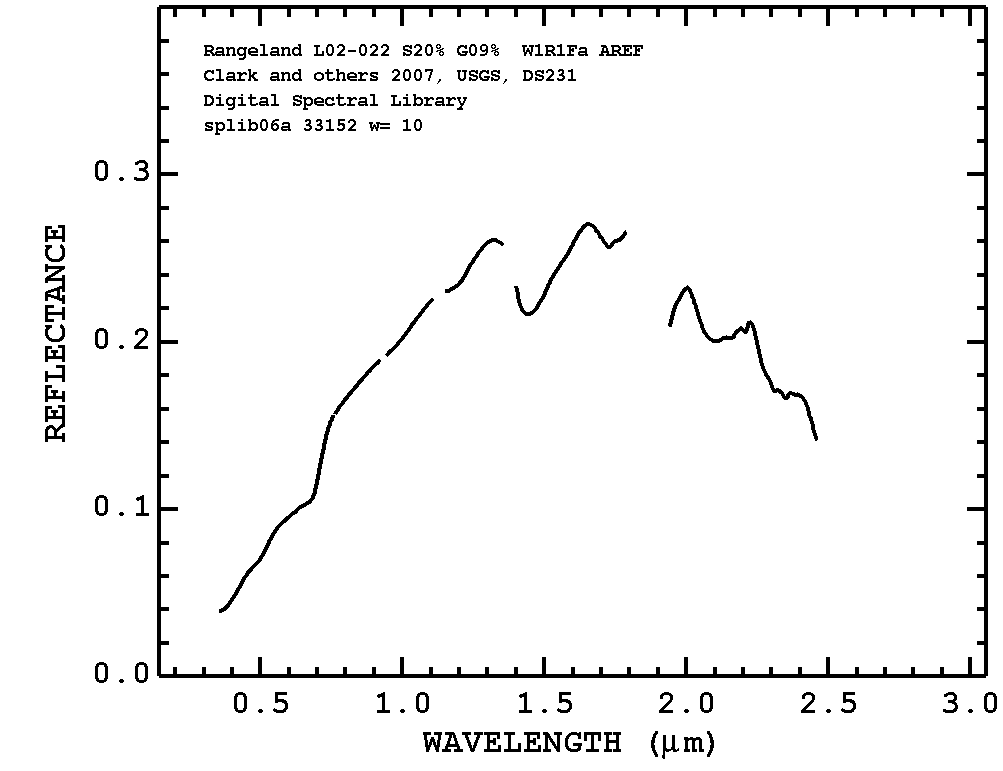 Rangeland L02-022 S20% G09%  W1R1Fa AREF
Clark and others 2007, USGS, DS231
Digital Spectral Library
splib06a 33152 w= 10
0.3
0.2
0.1
0.0
REFLECTANCE
0.5 1.0 1.5 2.0 2.5 3.0
WAVELENGTH (μm)